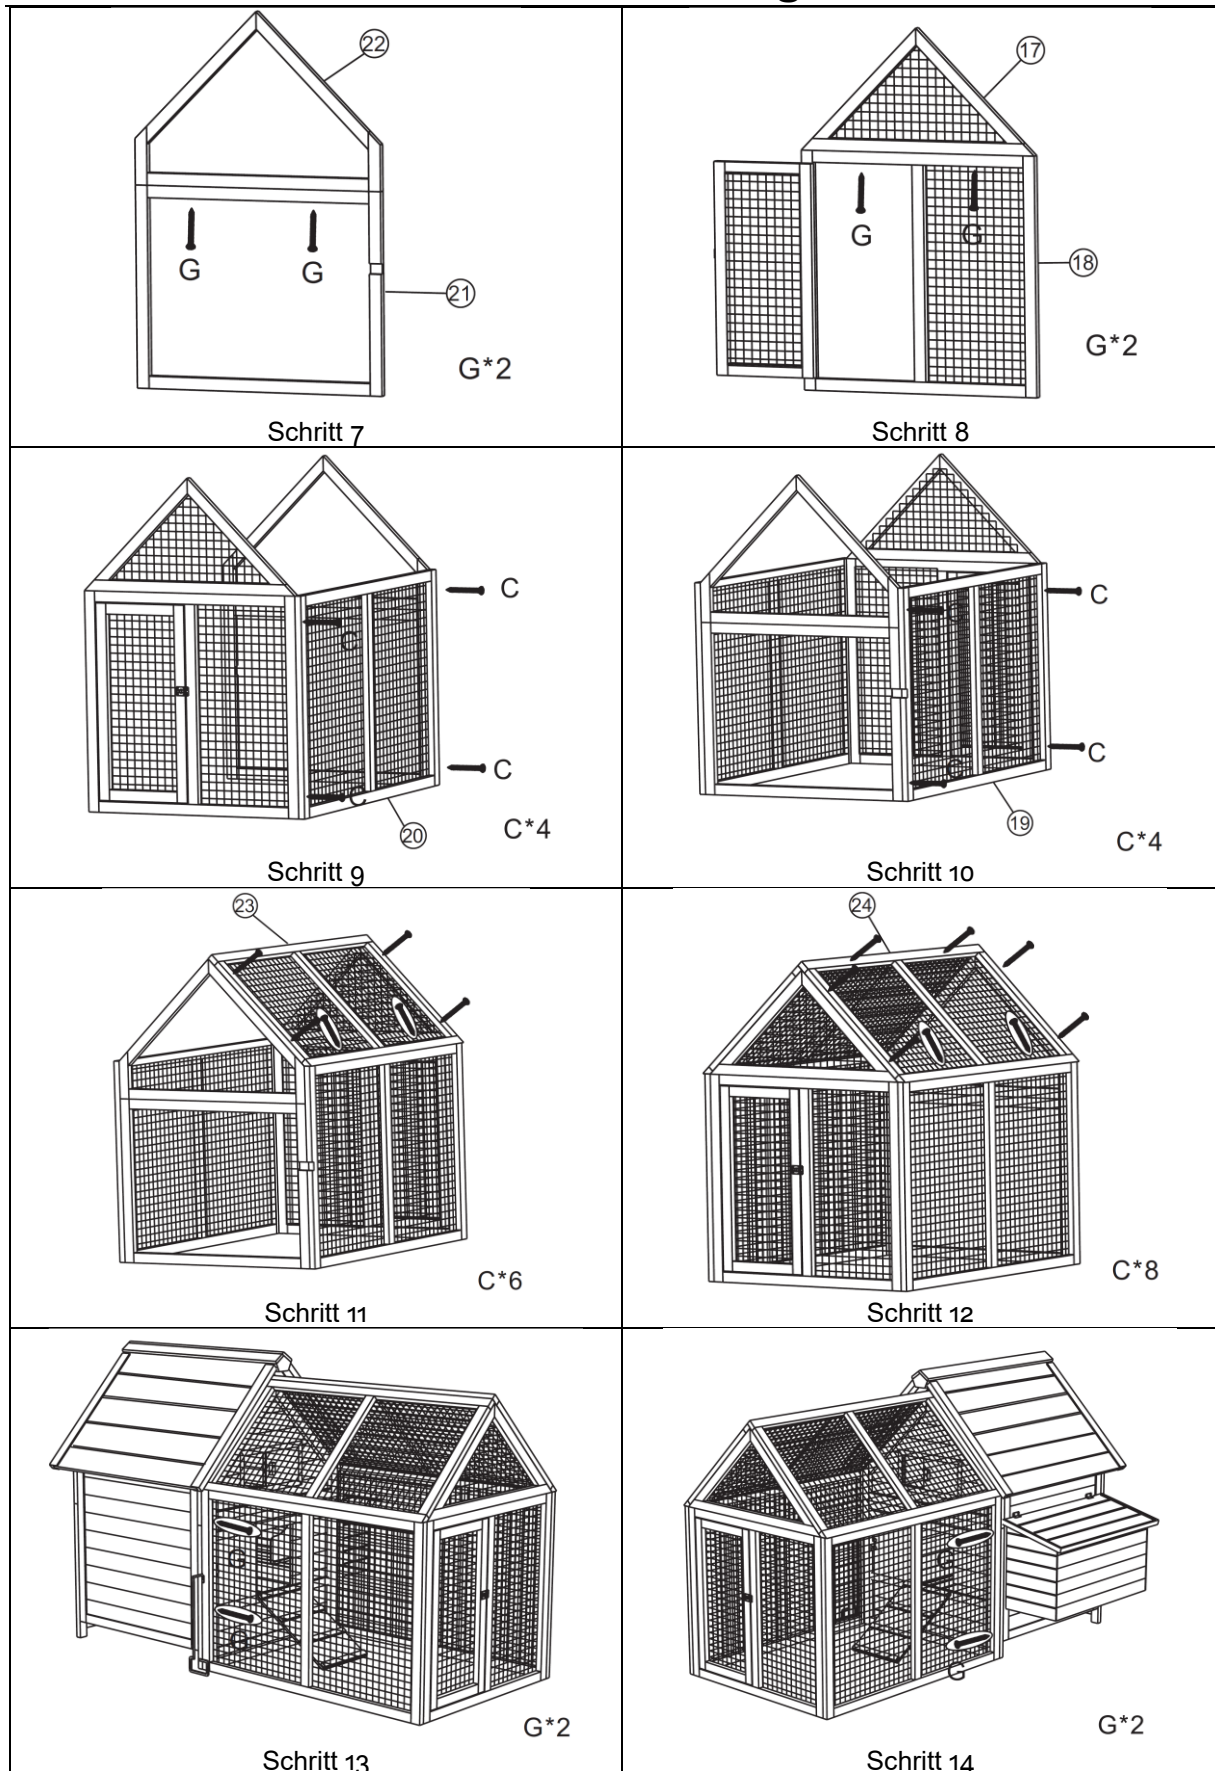 22
G
G
21
G*2
Schritt 7
17
G
G
18
G*2
Schritt 8
C
C
C
C
20
C*4
Schritt 9
C
C
C
C
19
C*4
Schritt 10
23
C*6
Schritt 11
24
C*8
Schritt 12
G
G
G*2
Schritt 13
G
G
G*2
Schritt 14